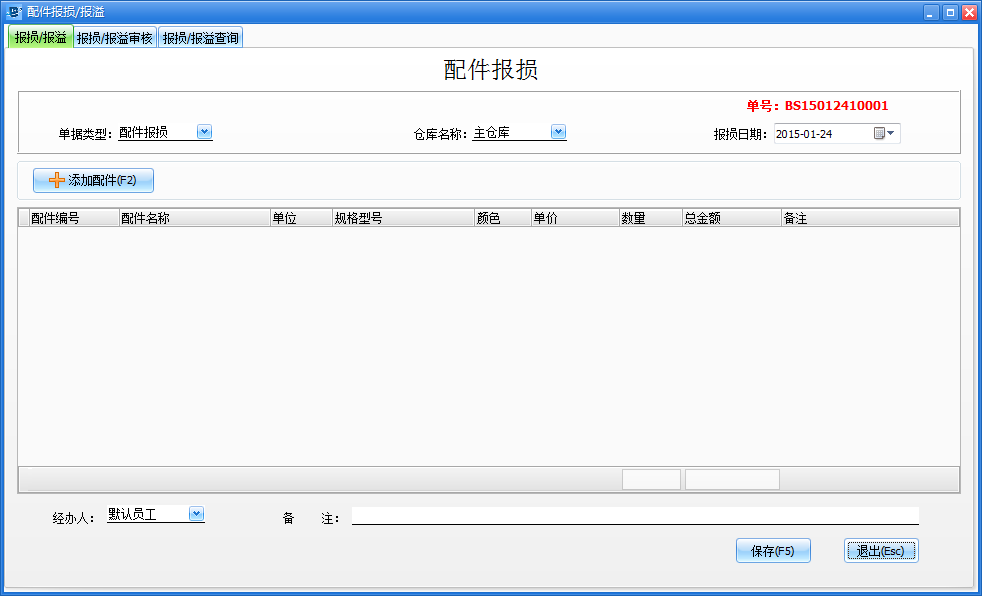 配件报损/报溢
报损/报溢 报损/报溢审核 报损/报溢查询
配件报损
单号：BS15012410001
单据类型： 配件报损 仓库名称： 主仓库 报损日期： 2015-01-24
添加配件(F2)
配件编号 配件名称 单位 规格型号 颜色 单价 数量 总金额 备注
经办人： 默认员工 备 注：
保存(F5) 退出(Esc)